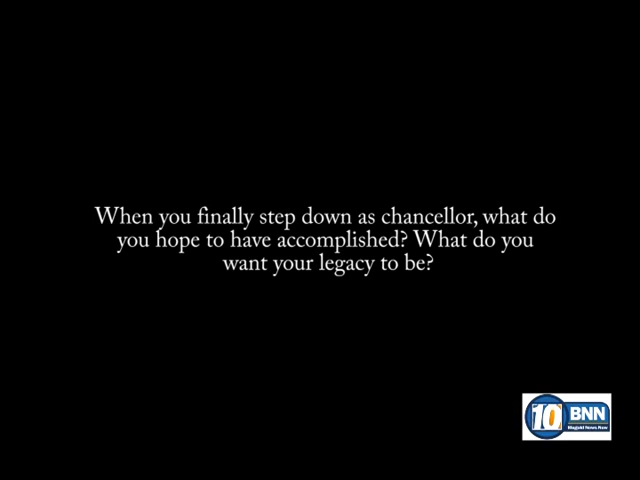 When you finally step down as chancellor, what do
you hope to have accomplished? What do you
want your legacy to be?
10
BNN